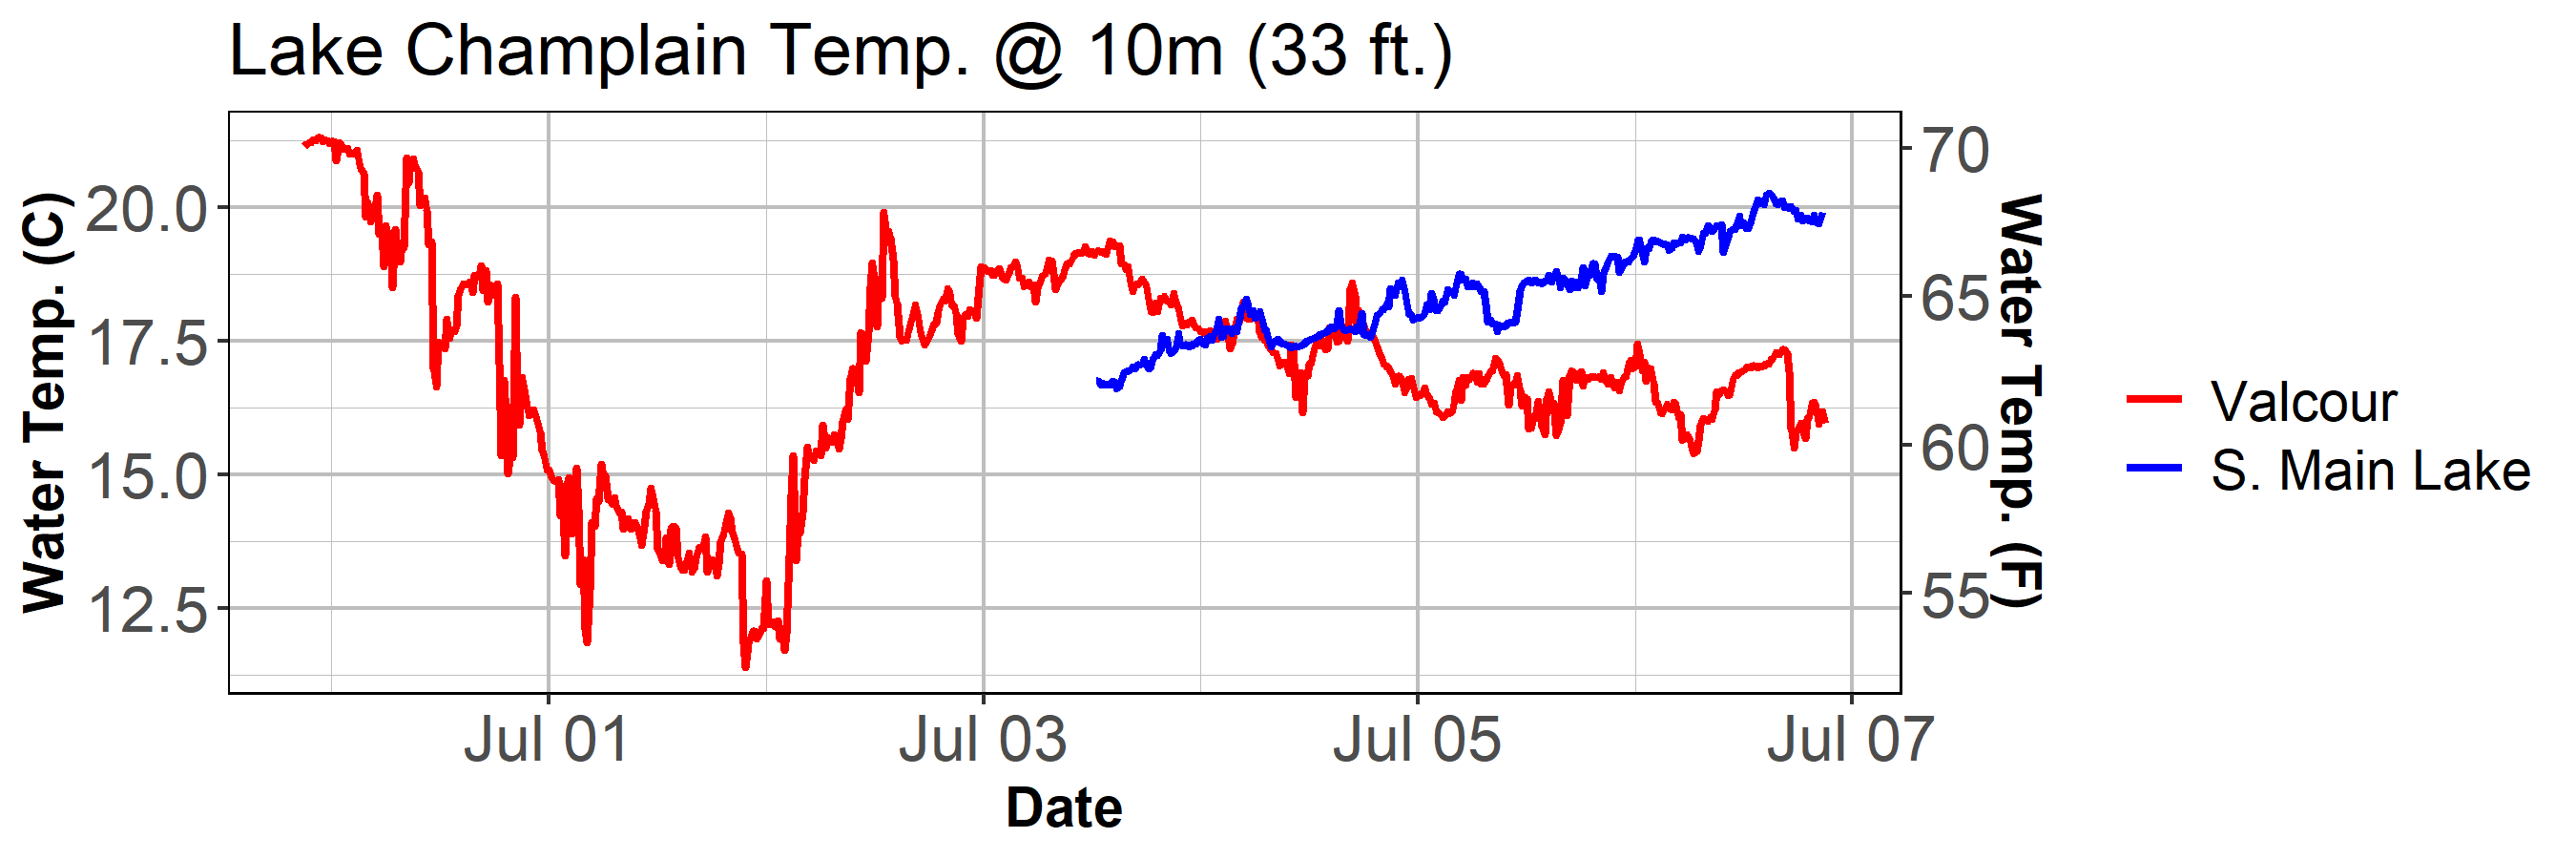 Lake Champlain Temp. @ 10m (33 ft.)
Water Temp. (C)
20.0
17.5
15.0
12.5
70
65
60
55
Water Temp. (F)
Jul 01
Jul 03
Jul 05
Jul 07
Date
Valcour
S. Main Lake